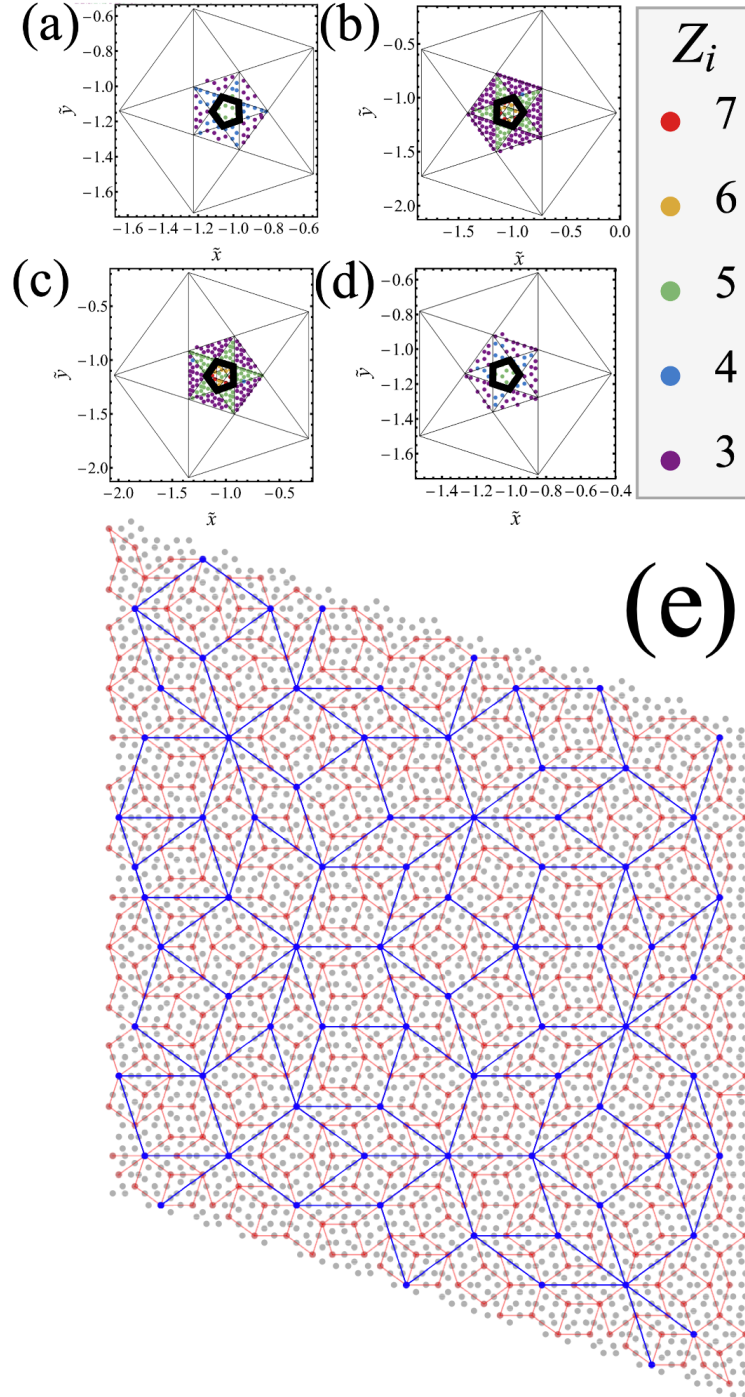 (a)
−0.6
−0.8
−1.0
−1.2
−1.4
−1.6
ỹ
−1.6 −1.4 −1.2 −1.0 −0.8 −0.6
x̃
(b)
−0.5
−1.0
−1.5
−2.0
ỹ
−1.5 −1.0 −0.5 0.0
x̃
Z_i
7
6
5
4
3
(c)
−0.5
−1.0
−1.5
−2.0
ỹ
−2.0 −1.5 −1.0 −0.5
x̃
(d)
−0.6
−0.8
−1.0
−1.2
−1.4
−1.6
ỹ
−1.4 −1.2 −1.0 −0.8 −0.6 −0.4
x̃
(e)